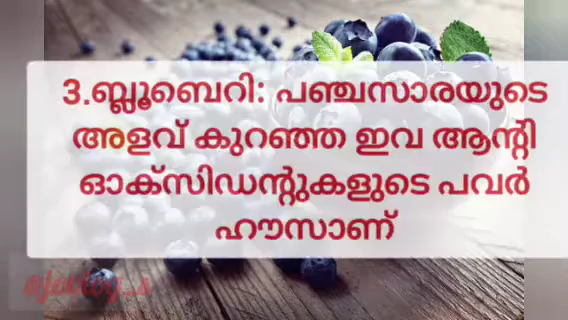 3.ബ്ലൂബെറി: പഞ്ചസാരയുടെ
അളവ് കുറഞ്ഞ ഇവ ആന്റി
ഓക്സിഡന്റുകളുടെ പവർ
ഹൗസാണ്